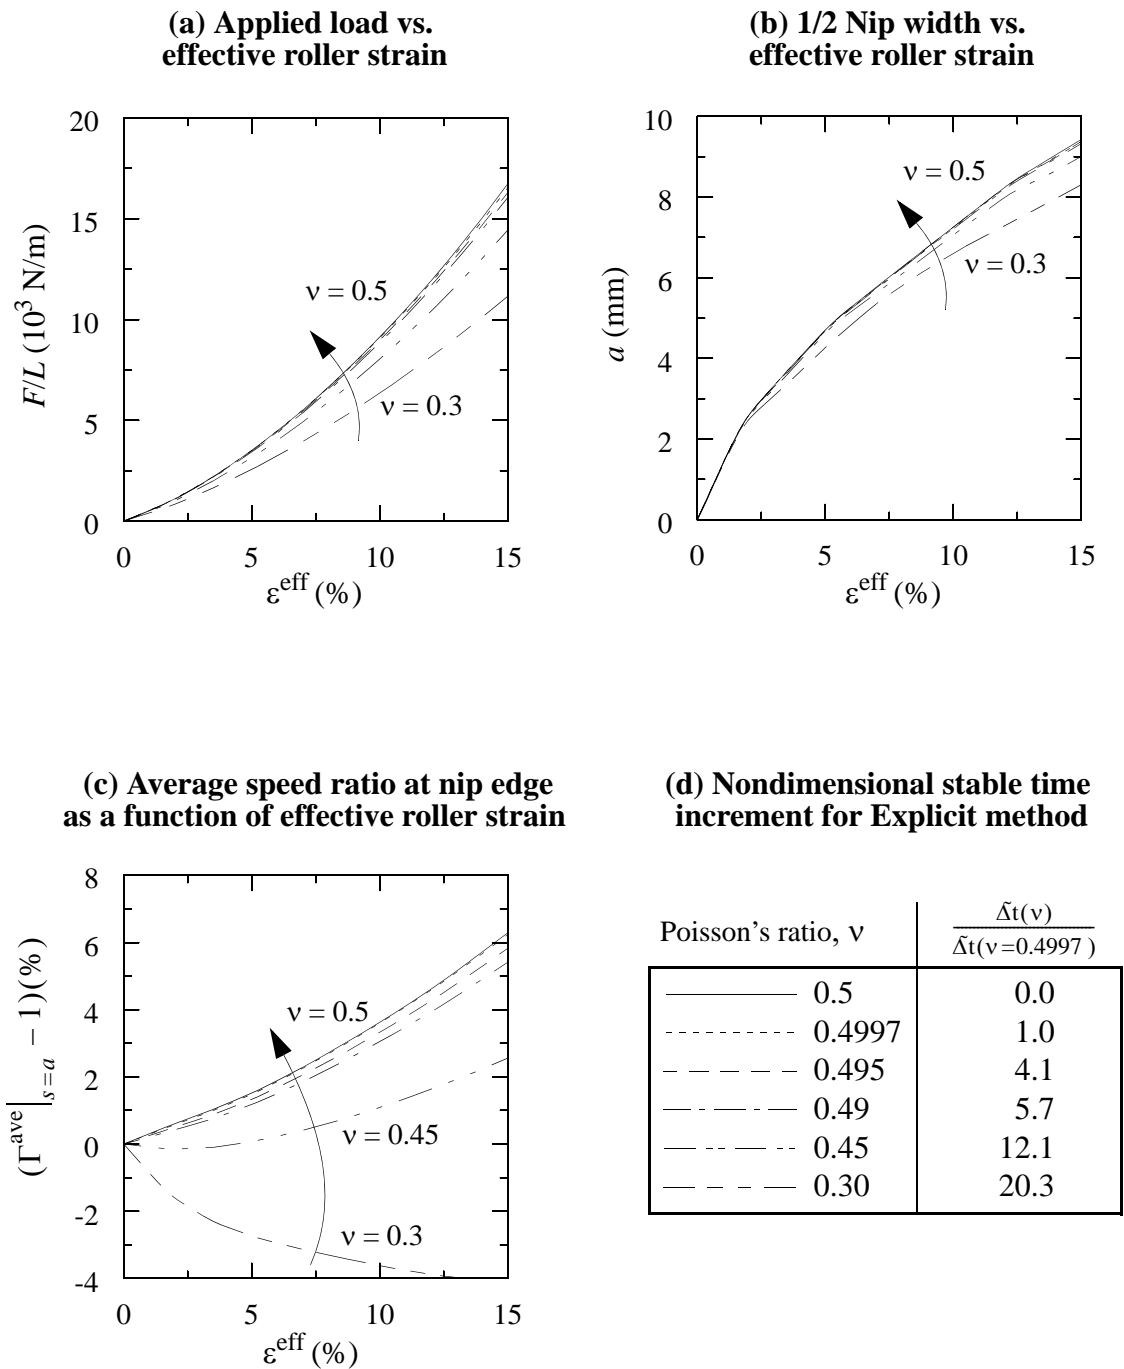 (a) Applied load vs.
effective roller strain
20
15
10
5
0
F/L (10³ N/m)
ν = 0.5
ν = 0.3
0 5 10 15
ε^eff (%)
(b) 1/2 Nip width vs.
effective roller strain
10
8
6
4
2
0
a (mm)
ν = 0.5
ν = 0.3
0 5 10 15
ε^eff (%)
(c) Average speed ratio at nip edge
as a function of effective roller strain
8
6
4
2
0
-2
-4
(Γ^ave|_s=a − 1)(%)
ν = 0.5
ν = 0.45
ν = 0.3
0 5 10 15
ε^eff (%)
(d) Nondimensional stable time
increment for Explicit method
Poisson's ratio, ν
Δ̃t(ν)
Δ̃t(ν=0.4997 )
0.5 0.0
0.4997 1.0
0.495 4.1
0.49 5.7
0.45 12.1
0.30 20.3